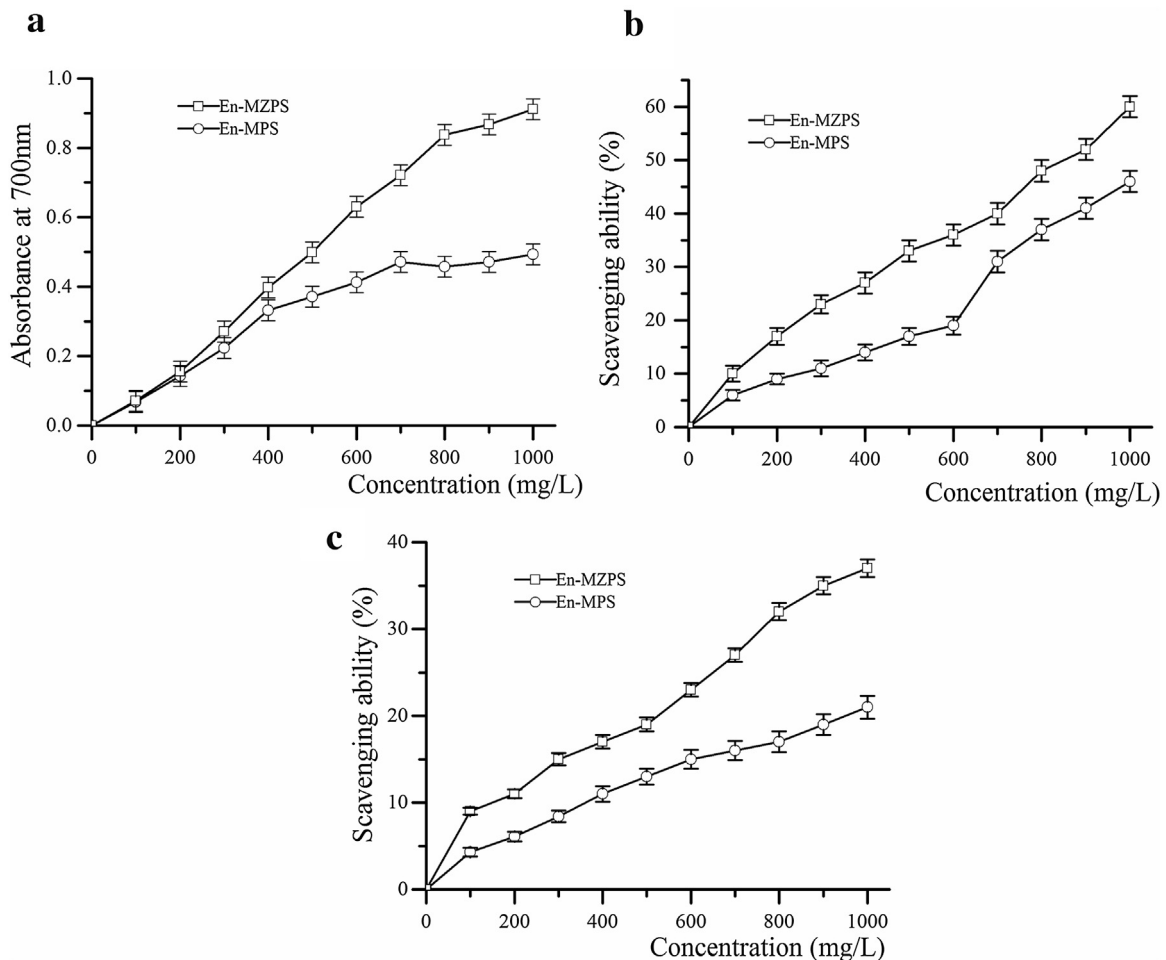 a
1.0
0.8
0.6
0.4
0.2
0.0
Absorbance at 700nm
En-MZPS
En-MPS
0 200 400 600 800 1000
Concentration (mg/L)
b
60
50
40
30
20
10
0
Scavenging ability (%)
En-MZPS
En-MPS
0 200 400 600 800 1000
Concentration (mg/L)
c
40
30
20
10
0
Scavenging ability (%)
En-MZPS
En-MPS
0 200 400 600 800 1000
Concentration (mg/L)